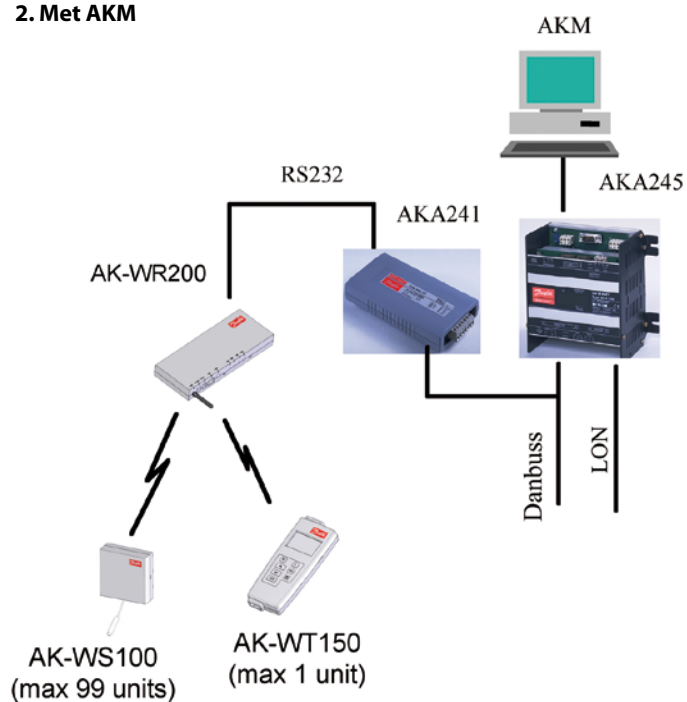 2. Met AKM
AKM
RS232
AKA245
AKA241
AK-WR200
Danbuss
LON
AK-WS100
(max 99 units)
AK-WT150
(max 1 unit)